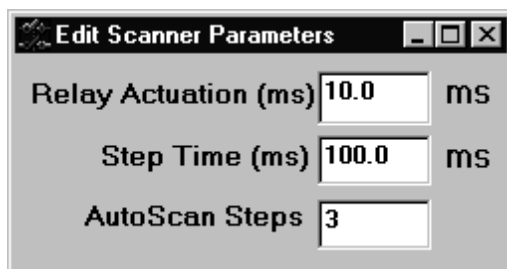 Edit Scanner Parameters
Relay Actuation (ms) 10.0 ms
Step Time (ms) 100.0 ms
AutoScan Steps 3